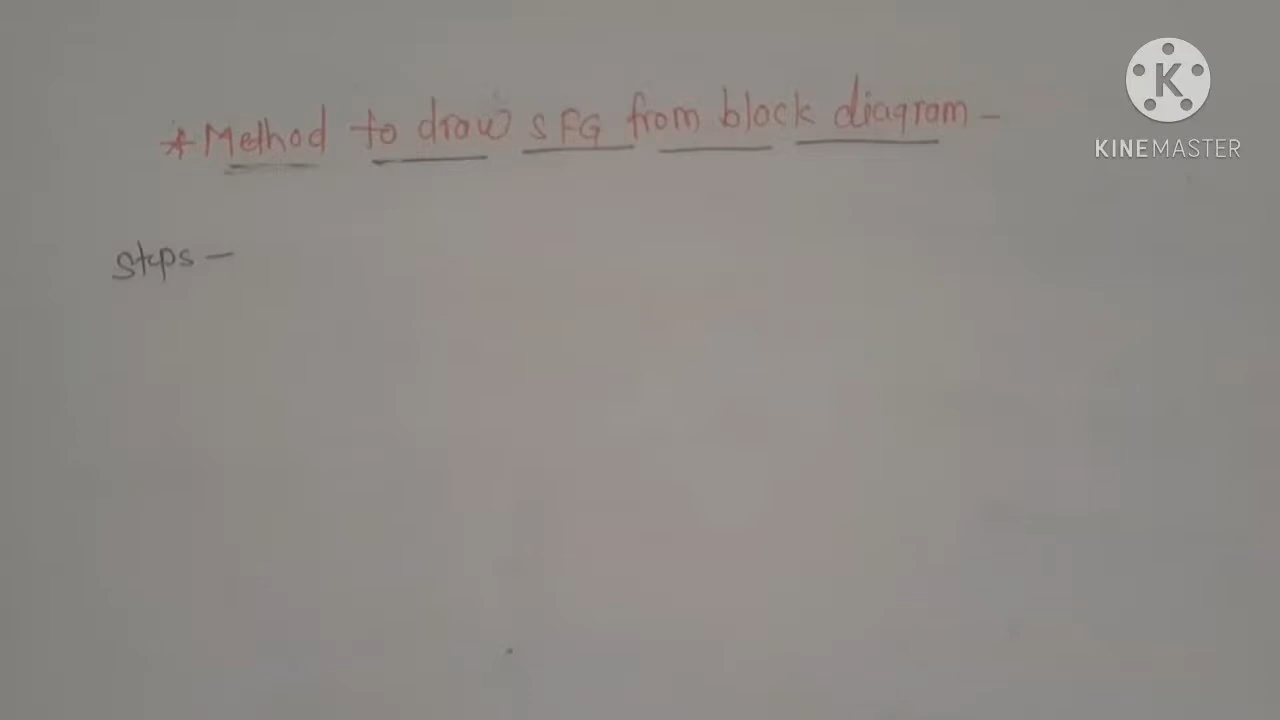 * Method to draw SFG from block diagram -
K
KINEMASTER
Steps -